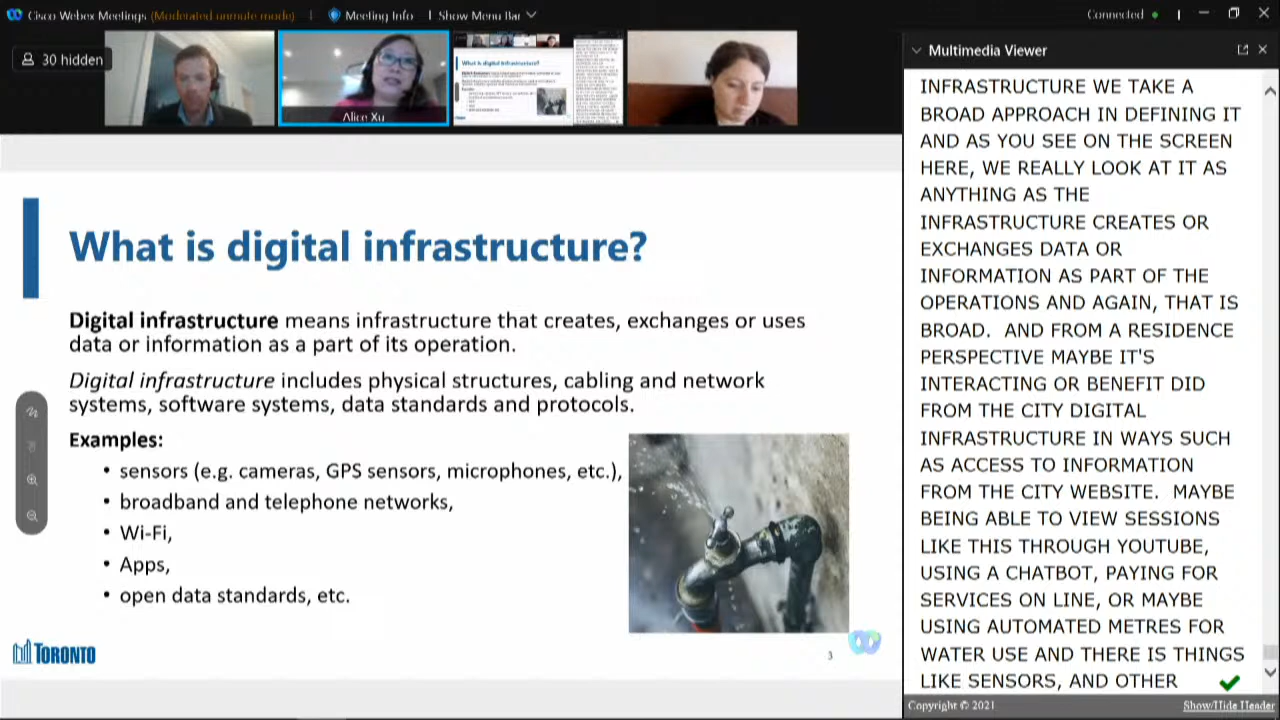 Cisco Webex Meetings (Moderated unmute mode) | Meeting Info | Show Menu Bar
Connected
37 hidden
Alice Xu
What is digital infrastructure?
What is digital infrastructure?
Digital infrastructure means infrastructure that creates, exchanges or uses
data or information as a part of its operation.
Digital infrastructure includes physical structures, cabling and network
systems, software systems, data standards and protocols.
Examples:
• sensors (e.g. cameras, GPS sensors, microphones, etc.),
• broadband and telephone networks,
• Wi-Fi,
• Apps,
• open data standards, etc.
TORONTO
3
Multimedia
INFRASTRUCTURE WE TAKE
BROAD APPROACH IN DEFINING IT
AND AS YOU SEE ON THE SCREEN
HERE, WE REALLY LOOK AT IT AS
ANYTHING AS THE
INFRASTRUCTURE CREATES OR
EXCHANGES DATA OR
INFORMATION AS PART OF THE
OPERATIONS AND AGAIN, THAT IS
BROAD. AND FROM A RESIDENCE
PERSPECTIVE MAYBE IT'S
INTERACTING OR BENEFIT DID
FROM THE CITY DIGITAL
INFRASTRUCTURE IN WAYS SUCH
AS ACCESS TO INFORMATION
FROM THE CITY WEBSITE. MAYBE
BEING ABLE TO VIEW SESSIONS
LIKE THIS THROUGH YOUTUBE,
USING A CHATBOT, PAYING FOR
SERVICES ON LINE, OR MAYBE
USING AUTOMATED METRES FOR
WATER USE AND THERE IS THINGS
LIKE SENSORS, AND OTHER
Copyright © 2021
Show/Hide Header